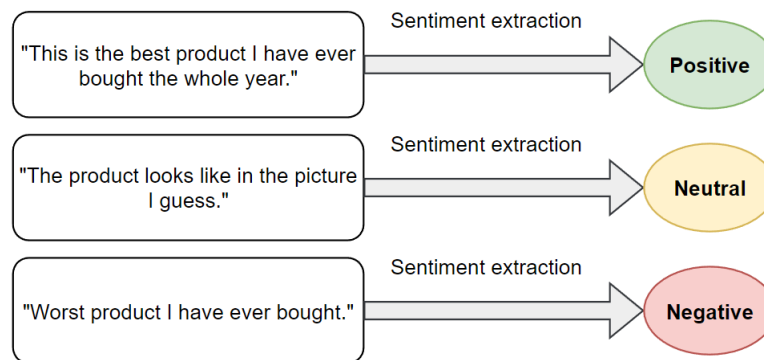 Sentiment extraction
"This is the best product I have ever
bought the whole year."
Positive
Sentiment extraction
"The product looks like in the picture
I guess."
Neutral
Sentiment extraction
"Worst product I have ever bought."
Negative